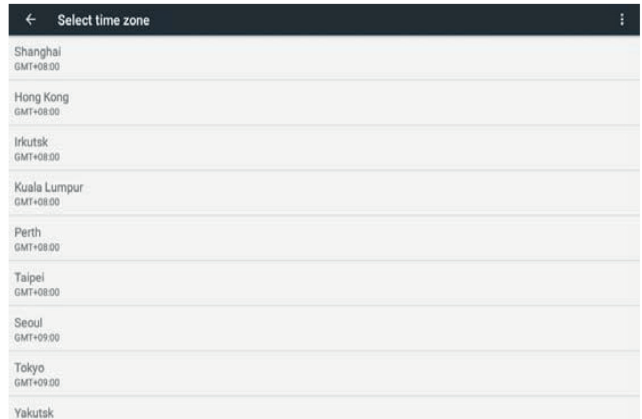 Select time zone
Shanghai
GMT+08:00
Hong Kong
GMT+08:00
Irkutsk
GMT+08:00
Kuala Lumpur
GMT+08:00
Perth
GMT+08:00
Taipei
GMT+08:00
Seoul
GMT+09:00
Tokyo
GMT+09:00
Yakutsk